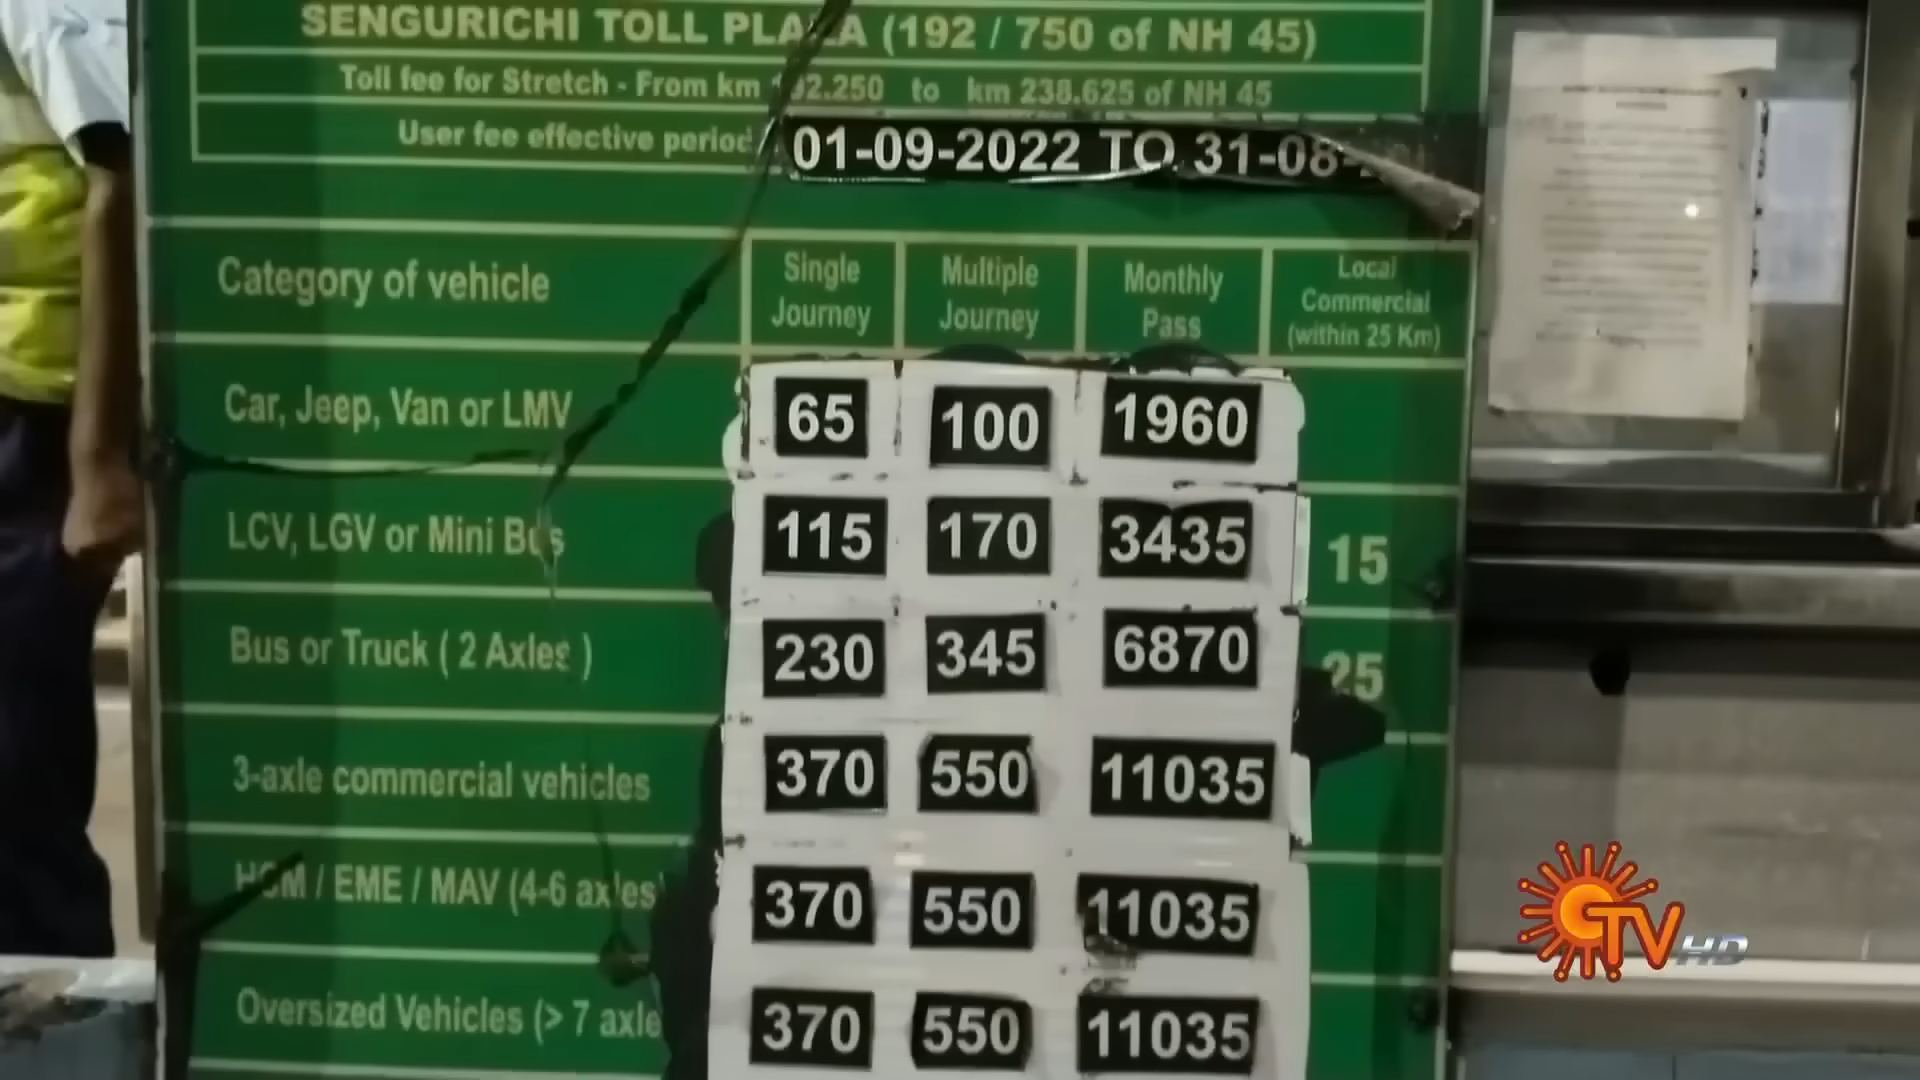 SENGURICHI TOLL PLAZA (192 / 750 of NH 45)
Toll fee for Stretch - From km 192.250 to km 238.625 of NH 45
User fee effective period 01-09-2022 TO 31-08-
Category of vehicle Single Journey Multiple Journey Monthly Pass Local Commercial (within 25 Km)
Car, Jeep, Van or LMV 65 100 1960
LCV, LGV or Mini Bus 115 170 3435 15
Bus or Truck ( 2 Axles ) 230 345 6870 25
3-axle commercial vehicles 370 550 11035
HCM / EME / MAV (4-6 axles) 370 550 11035
Oversized Vehicles (> 7 axle 370 550 11035
TV HD